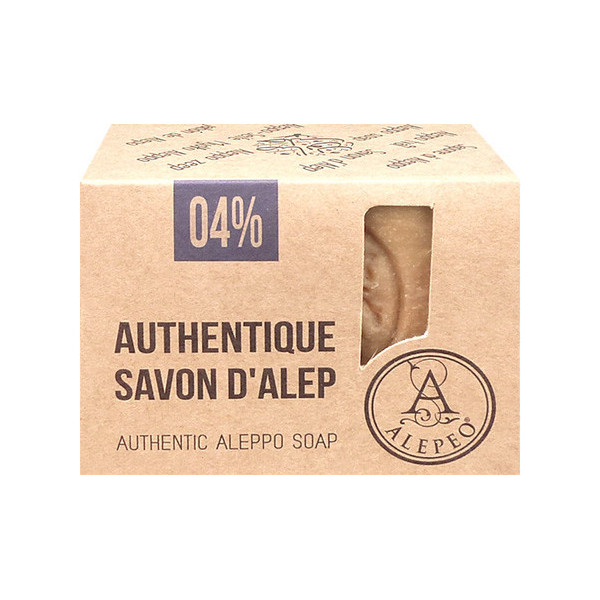 04%
AUTHENTIQUE
SAVON D'ALEP
AUTHENTIC ALEPPO SOAP
A
ALEPEO®